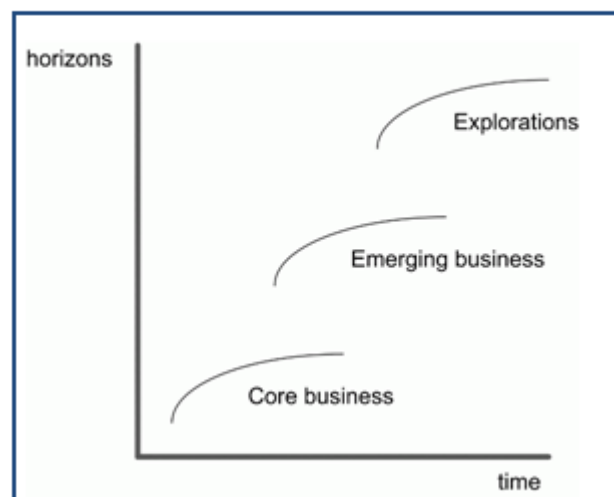 horizons
Explorations
Emerging business
Core business
time